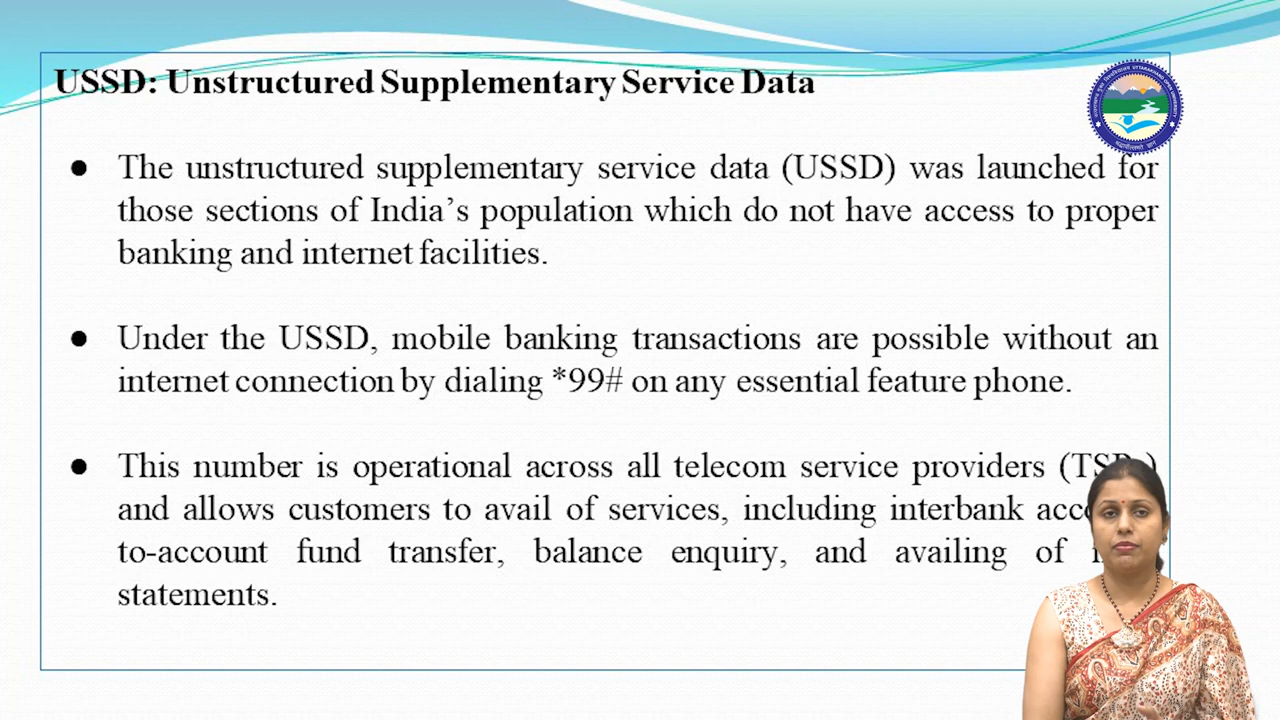 USSD: Unstructured Supplementary Service Data
● The unstructured supplementary service data (USSD) was launched for
those sections of India’s population which do not have access to proper
banking and internet facilities.
● Under the USSD, mobile banking transactions are possible without an
internet connection by dialing *99# on any essential feature phone.
● This number is operational across all telecom service providers
and allows customers to avail of services, including interbank
to-account fund transfer, balance enquiry, and availing of
statements.